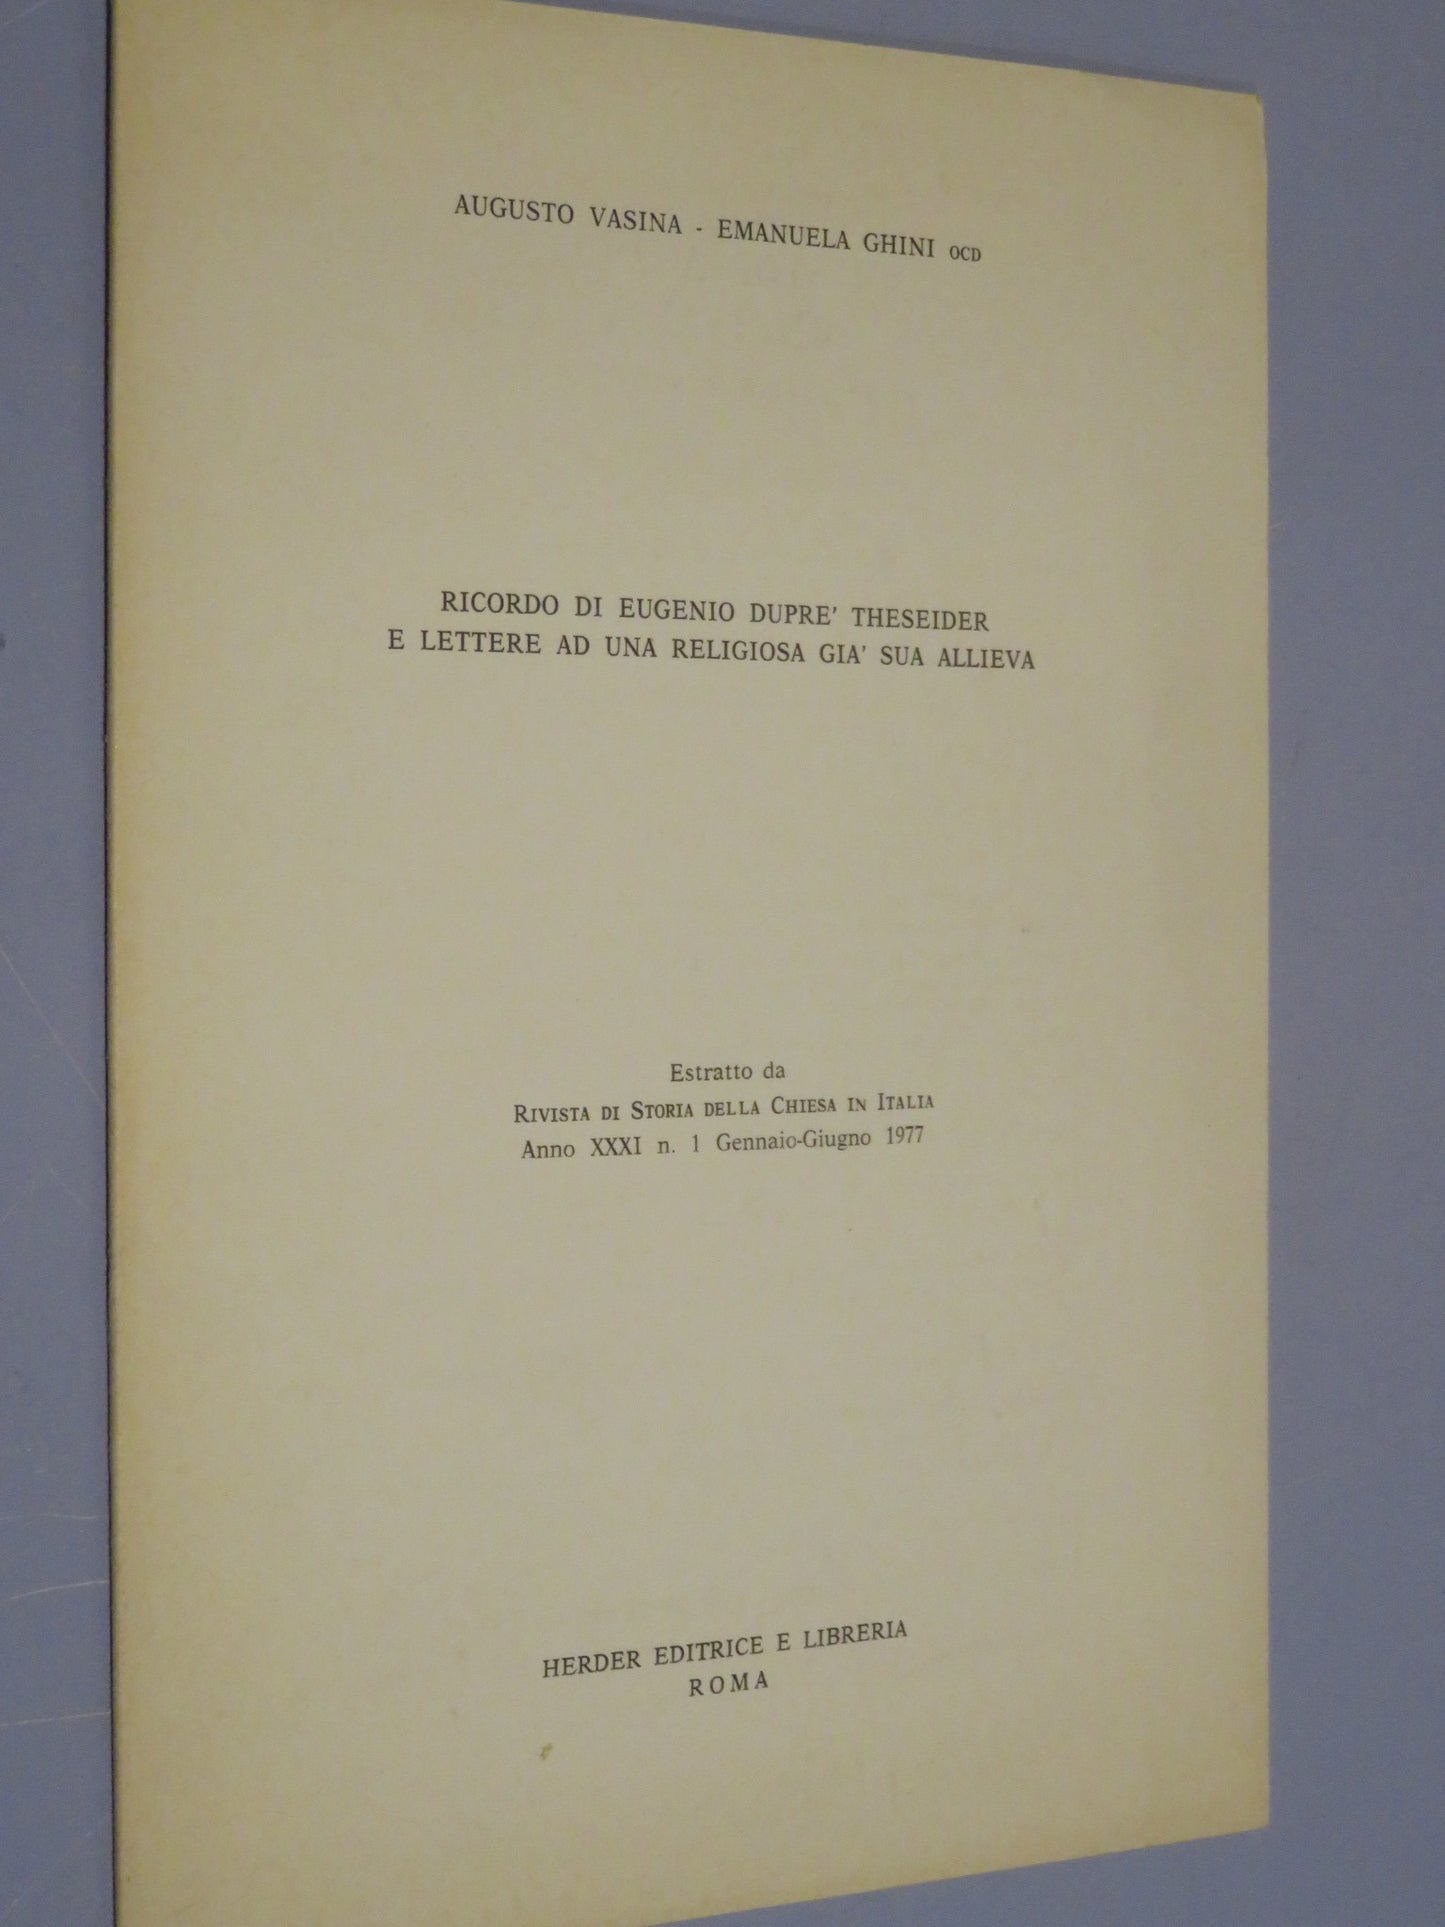 AUGUSTO VASINA - EMANUELA GHINI OCD
RICORDO DI EUGENIO DUPRE' THESEIDER
E LETTERE AD UNA RELIGIOSA GIA' SUA ALLIEVA
Estratto da
RIVISTA DI STORIA DELLA CHIESA IN ITALIA
Anno XXXI n. 1 Gennaio-Giugno 1977
HERDER EDITRICE E LIBRERIA
ROMA